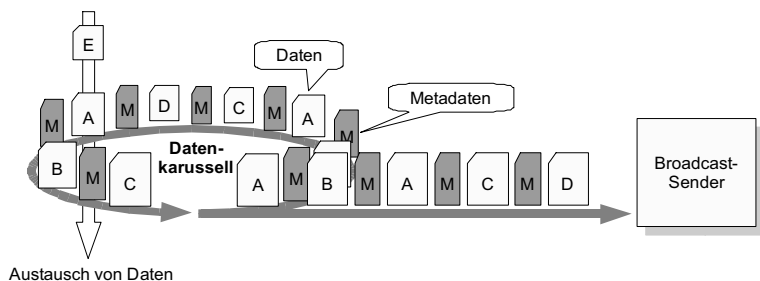 E
Daten
Metadaten
M A M D M C M A M
Daten-
karussell
B M C
A M B M A M C M D
Broadcast-
Sender
Austausch von Daten